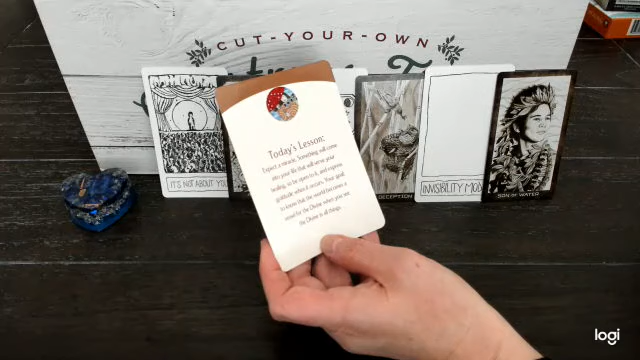 CUT-YOUR-OWN
Today's Lesson:
Expect a miracle. Something will come
into your life that will serve your
healing, so be open to it, and express
gratitude when it occurs. Your goal
is to know that the world becomes a
for the Divine when you see
the Divine in all things.
IT'S NOT ABOUT YOU
DECEPTION
INVISIBILITY MODE
SON OF WATER
logi